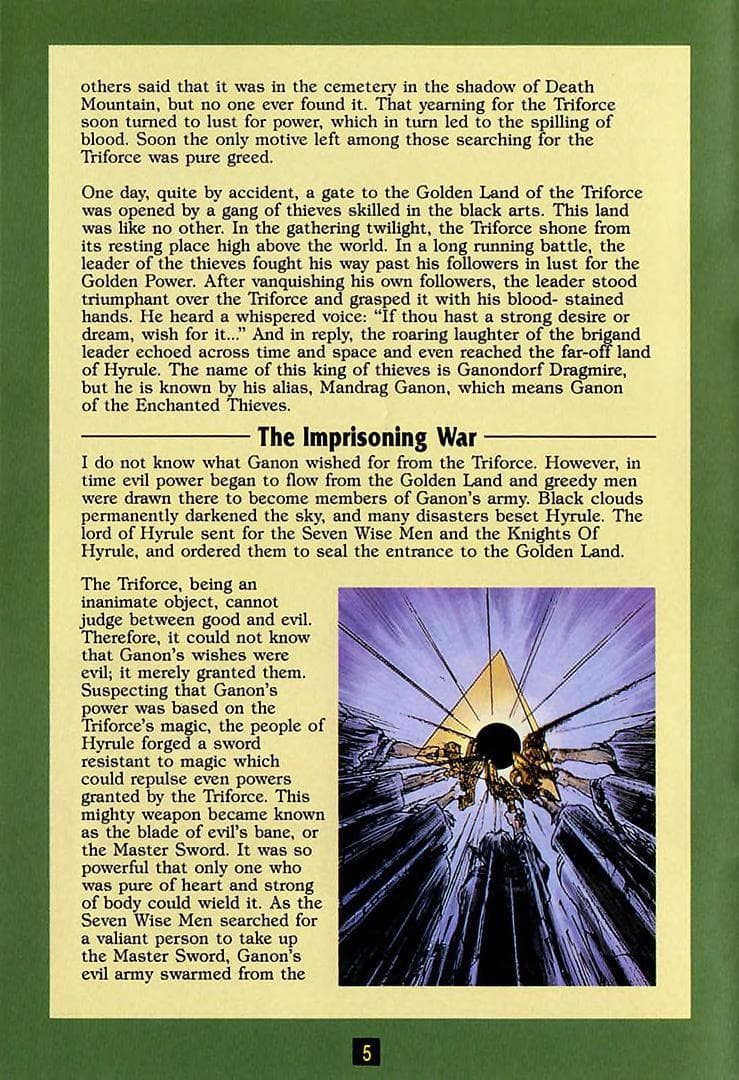 others said that it was in the cemetery in the shadow of Death
Mountain, but no one ever found it. That yearning for the Triforce
soon turned to lust for power, which in turn led to the spilling of
blood. Soon the only motive left among those searching for the
Triforce was pure greed.
One day, quite by accident, a gate to the Golden Land of the Triforce
was opened by a gang of thieves skilled in the black arts. This land
was like no other. In the gathering twilight, the Triforce shone from
its resting place high above the world. In a long running battle, the
leader of the thieves fought his way past his followers in lust for the
Golden Power. After vanquishing his own followers, the leader stood
triumphant over the Triforce and grasped it with his blood- stained
hands. He heard a whispered voice: “If thou hast a strong desire or
dream, wish for it...” And in reply, the roaring laughter of the brigand
leader echoed across time and space and even reached the far-off land
of Hyrule. The name of this king of thieves is Ganondorf Dragmire,
but he is known by his alias, Mandrag Ganon, which means Ganon
of the Enchanted Thieves.
The Imprisoning War
I do not know what Ganon wished for from the Triforce. However, in
time evil power began to flow from the Golden Land and greedy men
were drawn there to become members of Ganon's army. Black clouds
permanently darkened the sky, and many disasters beset Hyrule. The
lord of Hyrule sent for the Seven Wise Men and the Knights Of
Hyrule, and ordered them to seal the entrance to the Golden Land.
The Triforce, being an
inanimate object, cannot
judge between good and evil.
Therefore, it could not know
that Ganon's wishes were
evil; it merely granted them.
Suspecting that Ganon's
power was based on the
Triforce's magic, the people of
Hyrule forged a sword
resistant to magic which
could repulse even powers
granted by the Triforce. This
mighty weapon became known
as the blade of evil's bane, or
the Master Sword. It was so
powerful that only one who
was pure of heart and strong
of body could wield it. As the
Seven Wise Men searched for
a valiant person to take up
the Master Sword, Ganon's
evil army swarmed from the
5